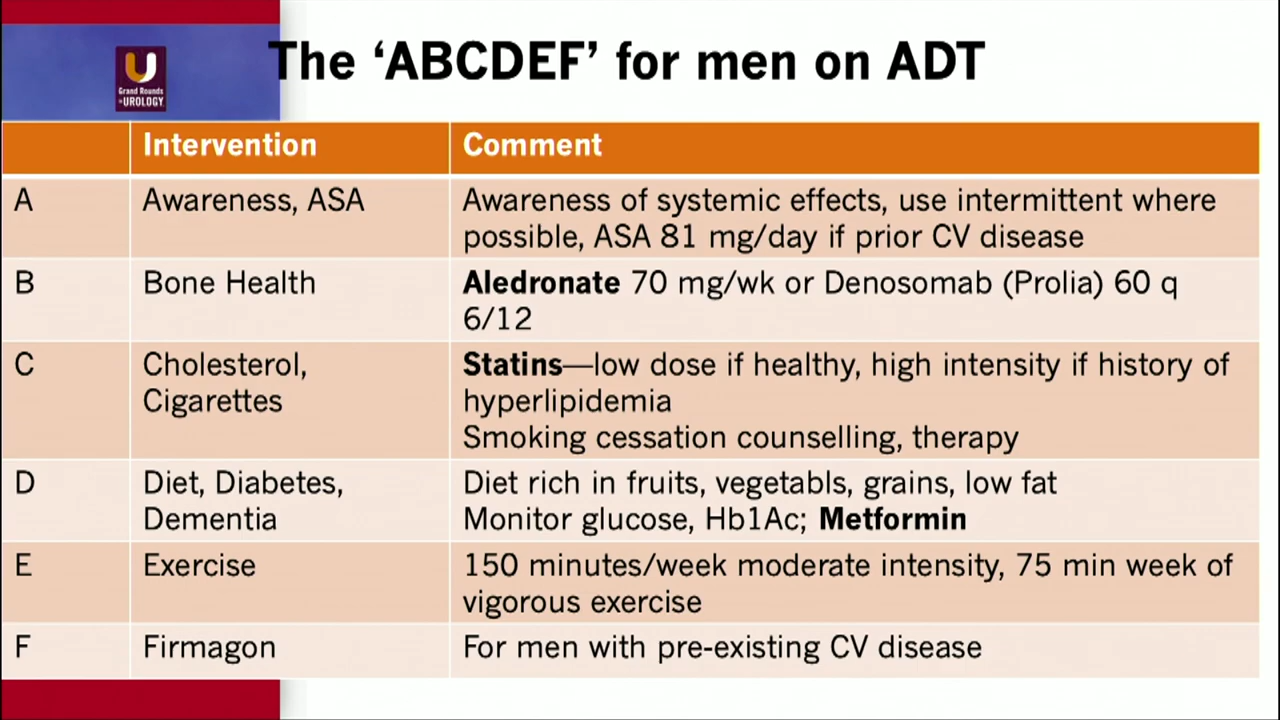 The ‘ABCDEF’ for men on ADT
U
Grand Rounds
in UROLOGY
Intervention
Comment
A
Awareness, ASA
Awareness of systemic effects, use intermittent where
possible, ASA 81 mg/day if prior CV disease
B
Bone Health
Aledronate 70 mg/wk or Denosomab (Prolia) 60 q
6/12
C
Cholesterol,
Cigarettes
Statins—low dose if healthy, high intensity if history of
hyperlipidemia
Smoking cessation counselling, therapy
D
Diet, Diabetes,
Dementia
Diet rich in fruits, vegetabls, grains, low fat
Monitor glucose, Hb1Ac; Metformin
E
Exercise
150 minutes/week moderate intensity, 75 min week of
vigorous exercise
F
Firmagon
For men with pre-existing CV disease